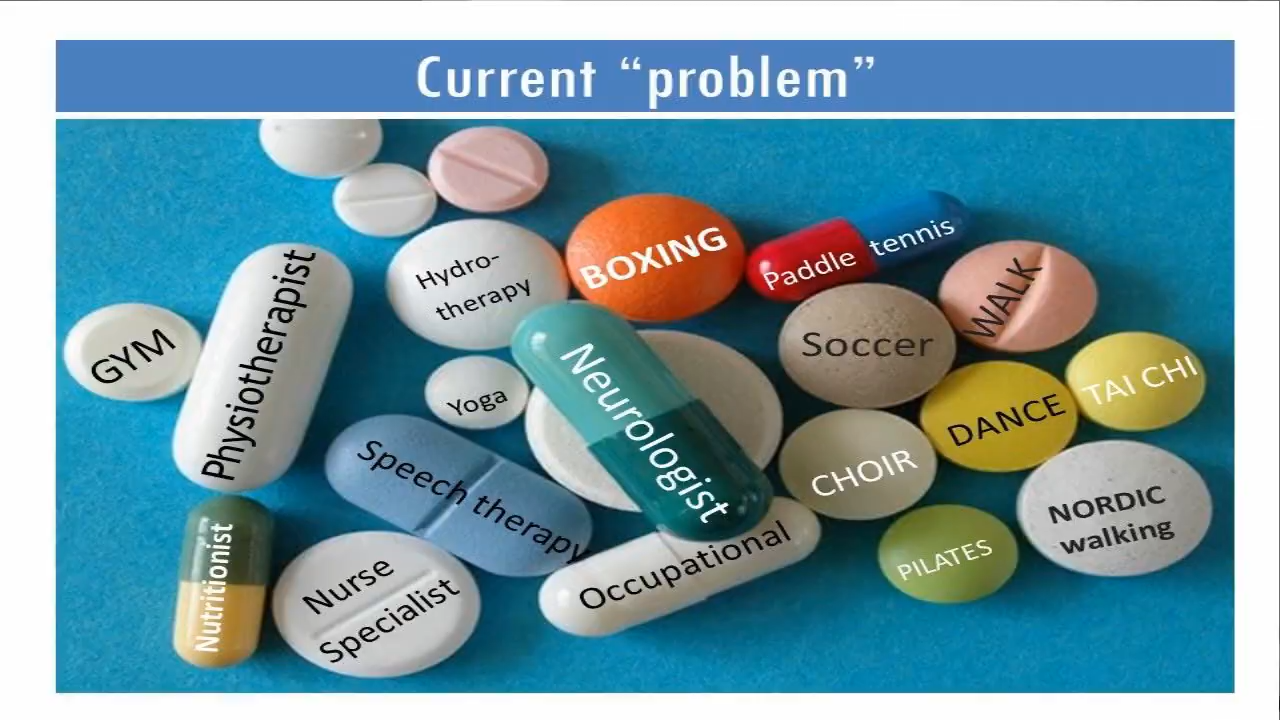 Current “problem”
Hydro-
therapy
BOXING
Paddle tennis
WALK
GYM
Physiotherapist
Yoga
Neurologist
Soccer
TAI CHI
DANCE
Speech therapy
CHOIR
NORDIC
walking
Nutritionist
Nurse
Specialist
Occupational
PILATES